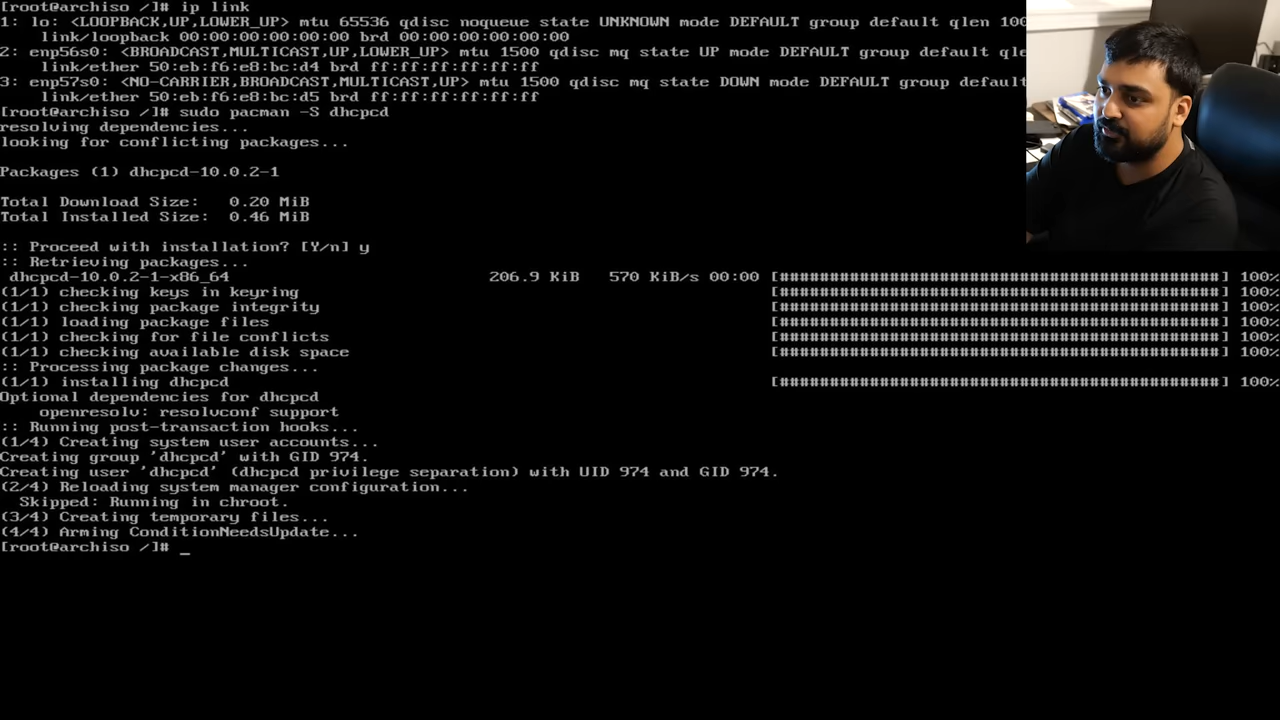 [root@archiso /]# ip link
1: lo: <LOOPBACK,UP,LOWER_UP> mtu 65536 qdisc noqueue state UNKNOWN mode DEFAULT group default qlen 100
link/loopback 00:00:00:00:00:00 brd 00:00:00:00:00:00
2: enp56s0: <BROADCAST,MULTICAST,UP,LOWER_UP> mtu 1500 qdisc mq state UP mode DEFAULT group default qle
link/ether 50:eb:f6:e8:bc:d4 brd ff:ff:ff:ff:ff:ff
3: enp57s0: <NO-CARRIER,BROADCAST,MULTICAST,UP> mtu 1500 qdisc mq state DOWN mode DEFAULT group default
link/ether 50:eb:f6:e8:bc:d5 brd ff:ff:ff:ff:ff:ff
[root@archiso /]# sudo pacman -S dhcpcd
resolving dependencies...
looking for conflicting packages...
Packages (1) dhcpcd-10.0.2-1
Total Download Size: 0.20 MiB
Total Installed Size: 0.46 MiB
:: Proceed with installation? [Y/n] y
:: Retrieving packages...
dhcpcd-10.0.2-1-x86_64 206.9 KiB 570 KiB/s 00:00 [############################################] 100%
(1/1) checking keys in keyring [############################################] 100%
(1/1) checking package integrity [############################################] 100%
(1/1) loading package files [############################################] 100%
(1/1) checking for file conflicts [############################################] 100%
(1/1) checking available disk space [############################################] 100%
:: Processing package changes...
(1/1) installing dhcpcd [############################################] 100%
Optional dependencies for dhcpcd
openresolv: resolvconf support
:: Running post-transaction hooks...
(1/4) Creating system user accounts...
Creating group 'dhcpcd' with GID 974.
Creating user 'dhcpcd' (dhcpcd privilege separation) with UID 974 and GID 974.
(2/4) Reloading system manager configuration...
Skipped: Running in chroot.
(3/4) Creating temporary files...
(4/4) Arming ConditionNeedsUpdate...
[root@archiso /]# _